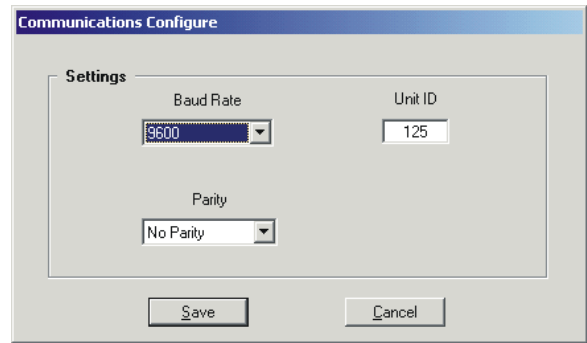 Communications Configure
Settings
Baud Rate
Unit ID
9600
125
Parity
No Parity
Save
Cancel